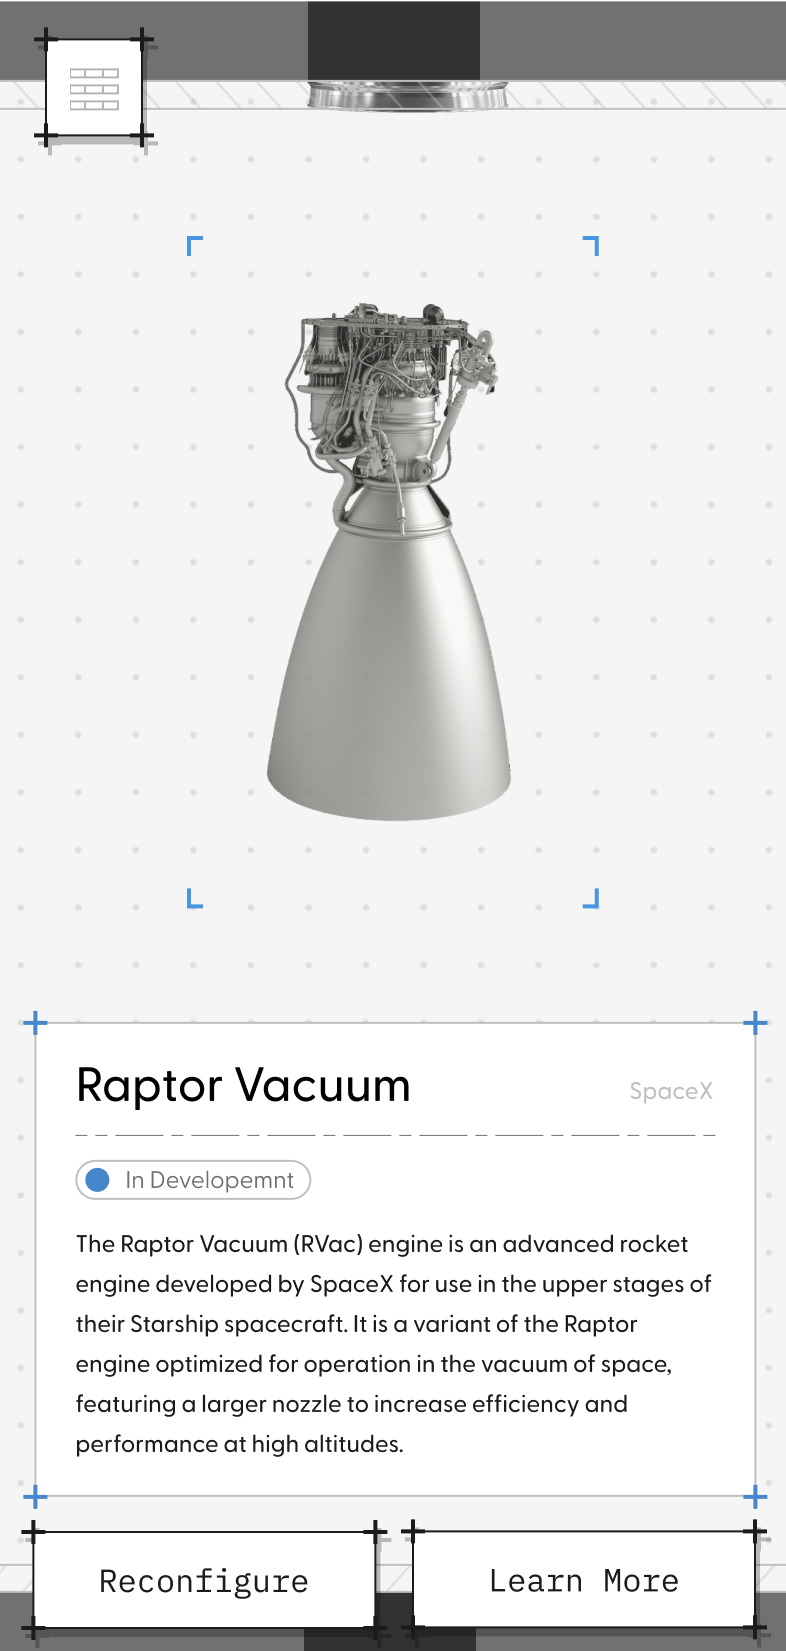 Raptor Vacuum
SpaceX
In Developemnt
The Raptor Vacuum (RVac) engine is an advanced rocket
engine developed by SpaceX for use in the upper stages of
their Starship spacecraft. It is a variant of the Raptor
engine optimized for operation in the vacuum of space,
featuring a larger nozzle to increase efficiency and
performance at high altitudes.
Reconfigure
Learn More